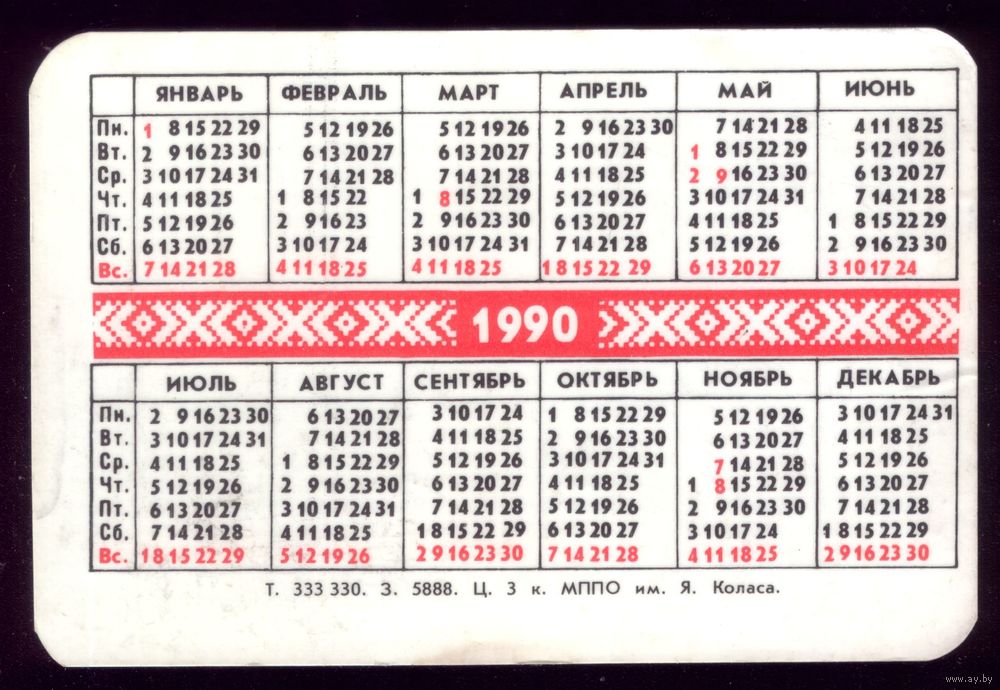 ЯНВАРЬ ФЕВРАЛЬ МАРТ АПРЕЛЬ МАЙ ИЮНЬ
Пн. 1 8 15 22 29 5 12 19 26 5 12 19 26 2 9 16 23 30 7 14 21 28 4 11 18 25
Вт. 2 9 16 23 30 6 13 20 27 6 13 20 27 3 10 17 24 1 8 15 22 29 5 12 19 26
Ср. 3 10 17 24 31 7 14 21 28 7 14 21 28 4 11 18 25 2 9 16 23 30 6 13 20 27
Чт. 4 11 18 25 1 8 15 22 1 8 15 22 29 5 12 19 26 3 10 17 24 31 7 14 21 28
Пт. 5 12 19 26 2 9 16 23 2 9 16 23 30 6 13 20 27 4 11 18 25 1 8 15 22 29
Сб. 6 13 20 27 3 10 17 24 3 10 17 24 31 7 14 21 28 5 12 19 26 2 9 16 23 30
Вс. 7 14 21 28 4 11 18 25 4 11 18 25 1 8 15 22 29 6 13 20 27 3 10 17 24
1990
ИЮЛЬ АВГУСТ СЕНТЯБРЬ ОКТЯБРЬ НОЯБРЬ ДЕКАБРЬ
Пн. 2 9 16 23 30 6 13 20 27 3 10 17 24 1 8 15 22 29 5 12 19 26 3 10 17 24 31
Вт. 3 10 17 24 31 7 14 21 28 4 11 18 25 2 9 16 23 30 6 13 20 27 4 11 18 25
Ср. 4 11 18 25 1 8 15 22 29 5 12 19 26 3 10 17 24 31 7 14 21 28 5 12 19 26
Чт. 5 12 19 26 2 9 16 23 30 6 13 20 27 4 11 18 25 1 8 15 22 29 6 13 20 27
Пт. 6 13 20 27 3 10 17 24 31 7 14 21 28 5 12 19 26 2 9 16 23 30 7 14 21 28
Сб. 7 14 21 28 4 11 18 25 1 8 15 22 29 6 13 20 27 3 10 17 24 1 8 15 22 29
Вс. 1 8 15 22 29 5 12 19 26 2 9 16 23 30 7 14 21 28 4 11 18 25 2 9 16 23 30
Т. 333 330. З. 5888. Ц. 3 к. МППО им. Я. Коласа.
www.ay.by